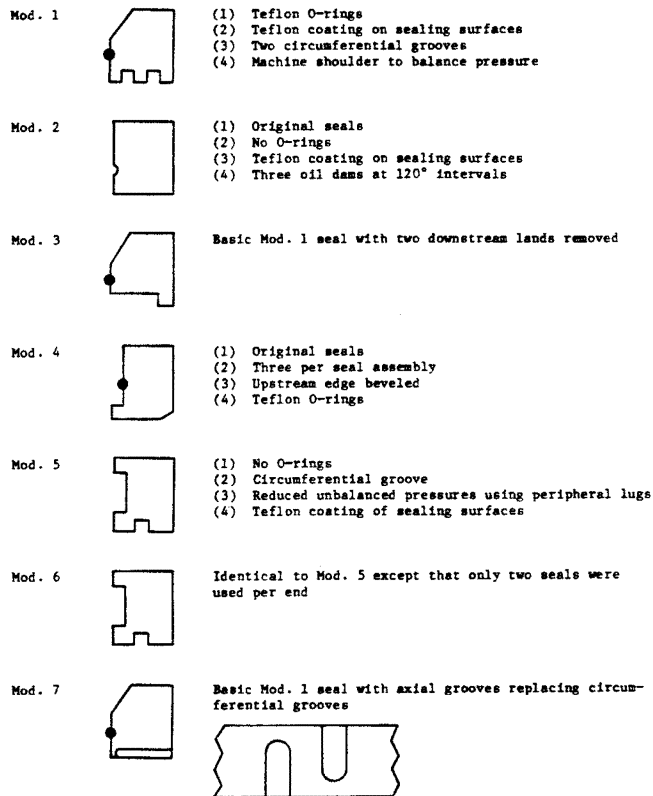 Mod. 1
(1) Teflon O-rings
(2) Teflon coating on sealing surfaces
(3) Two circumferential grooves
(4) Machine shoulder to balance pressure
Mod. 2
(1) Original seals
(2) No O-rings
(3) Teflon coating on sealing surfaces
(4) Three oil dams at 120° intervals
Mod. 3
Basic Mod. 1 seal with two downstream lands removed
Mod. 4
(1) Original seals
(2) Three per seal assembly
(3) Upstream edge beveled
(4) Teflon O-rings
Mod. 5
(1) No O-rings
(2) Circumferential groove
(3) Reduced unbalanced pressures using peripheral lugs
(4) Teflon coating of sealing surfaces
Mod. 6
Identical to Mod. 5 except that only two seals were
used per end
Mod. 7
Basic Mod. 1 seal with axial grooves replacing circum-
ferential grooves